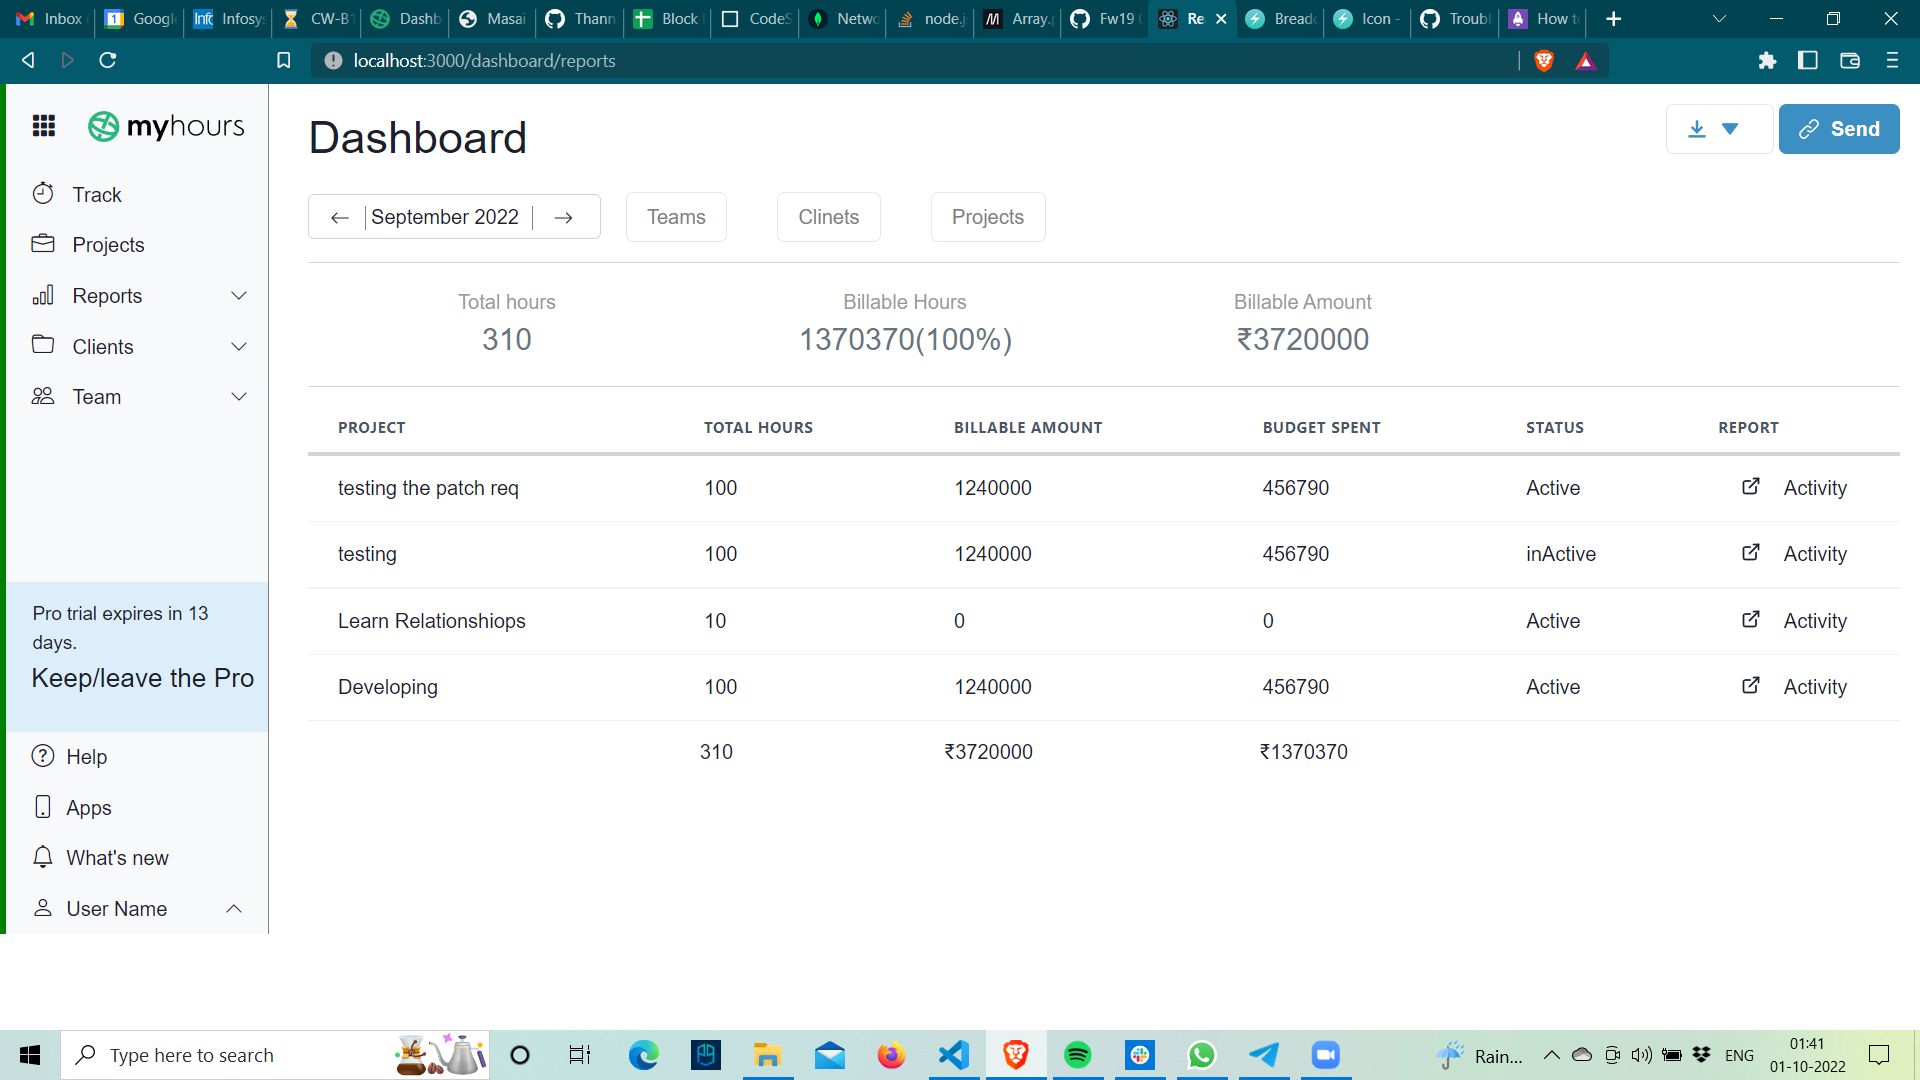 Inbox
Google
Infosys
CW-B1
Dashb
Masai
Thann
Block
CodeS
Netwo
node.j
Array.p
Fw19
Re
Bread
Icon -
Troubl
How to
localhost:3000/dashboard/reports
myhours
Track
Projects
Reports
Clients
Team
Pro trial expires in 13
days.
Keep/leave the Pro
Help
Apps
What's new
User Name
Dashboard
Send
September 2022
Teams
Clinets
Projects
Total hours
Billable Hours
Billable Amount
310
1370370(100%)
₹3720000
PROJECT TOTAL HOURS BILLABLE AMOUNT BUDGET SPENT STATUS REPORT
testing the patch req 100 1240000 456790 Active Activity
testing 100 1240000 456790 inActive Activity
Learn Relationshiops 10 0 0 Active Activity
Developing 100 1240000 456790 Active Activity
310 ₹3720000 ₹1370370
Type here to search
Rain...
ENG
01:41
01-10-2022